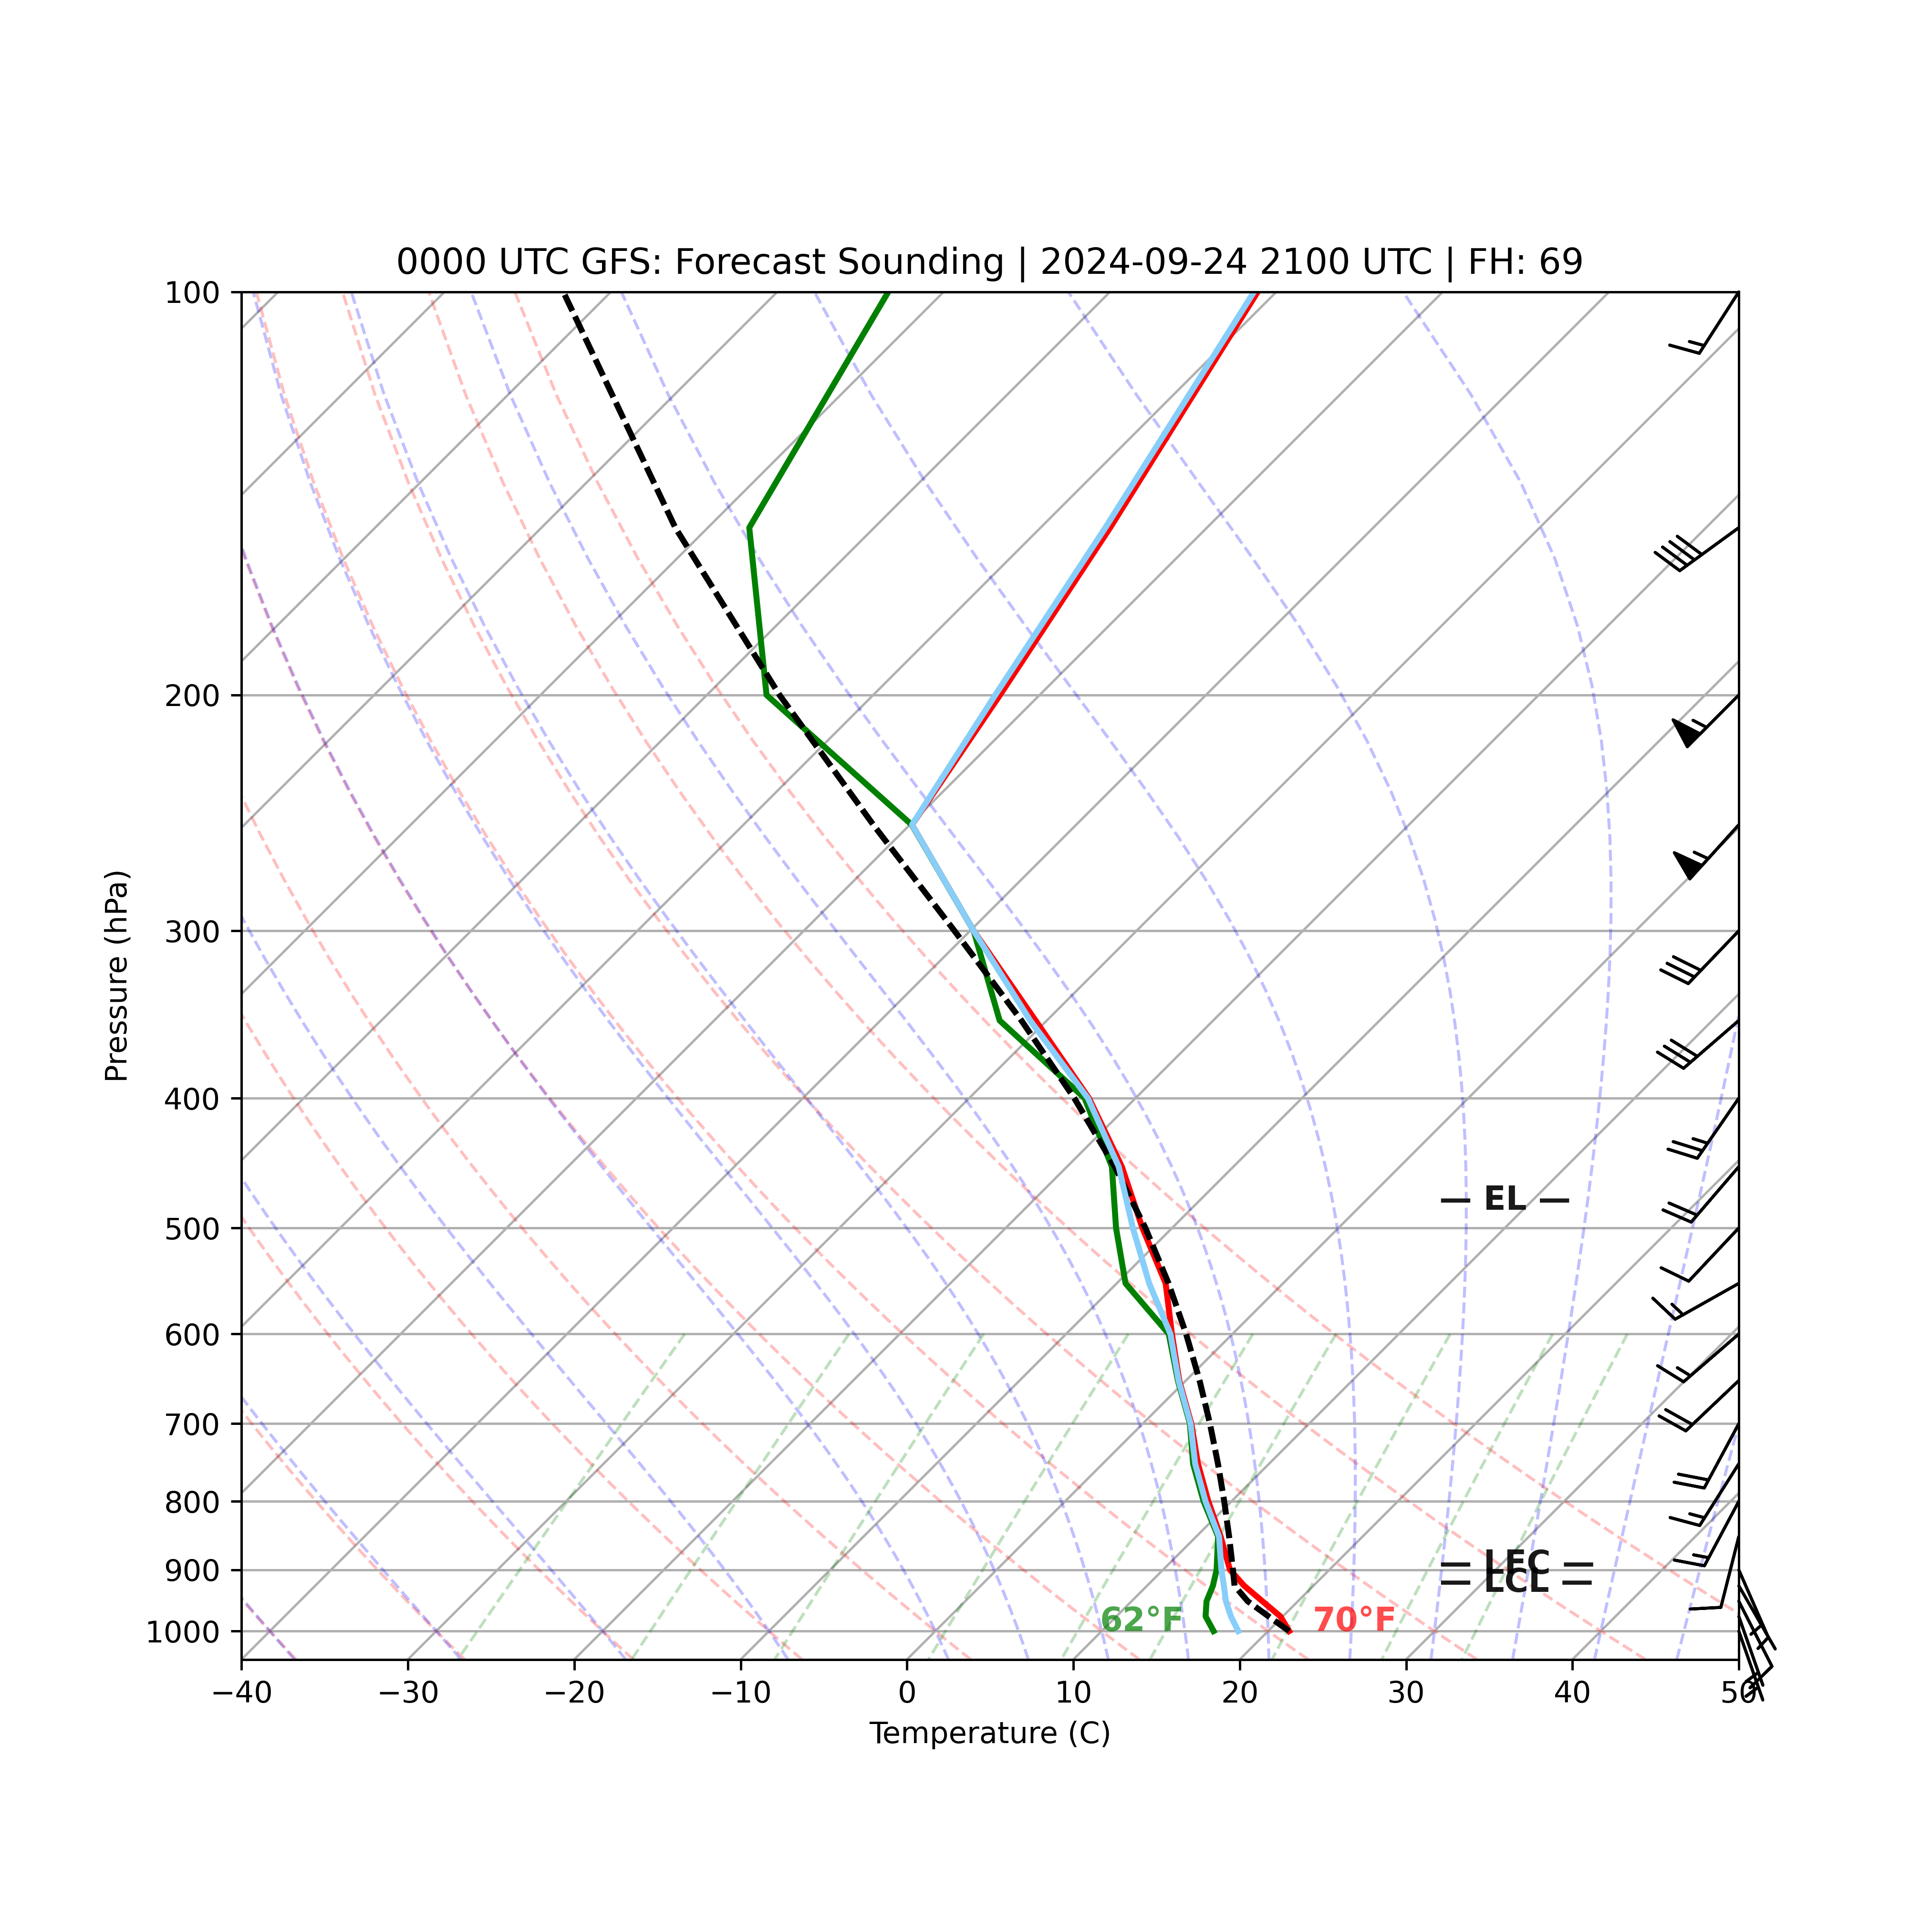 0000 UTC GFS: Forecast Sounding | 2024-09-24 2100 UTC | FH: 69
100
200
300
400
500
600
700
800
900
1000
Pressure (hPa)
— EL —
— LFC —
— LCL —
62°F
70°F
−40
−30
−20
−10
0
10
20
30
40
50
Temperature (C)